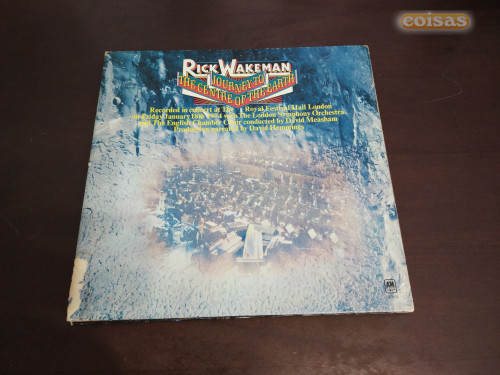 coisas
RICK WAKEMAN
JOURNEY TO
THE CENTRE OF THE EARTH
Recorded in concert at The Royal Festival Hall London
on Friday January 18th 1974 with The London Symphony Orchestra
and The English Chamber Choir conducted by David Measham
Production narrated by David Hemmings
A&M